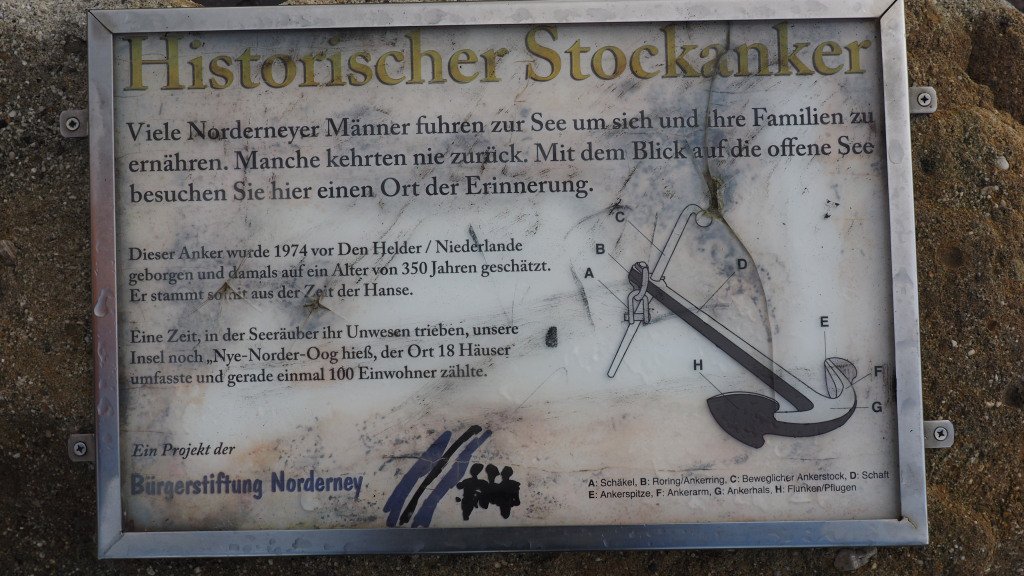 Historischer Stockanker
Viele Norderneyer Männer fuhren zur See um sich und ihre Familien zu
ernähren. Manche kehrten nie zurück. Mit dem Blick auf die offene See
besuchen Sie hier einen Ort der Erinnerung.
Dieser Anker wurde 1974 vor Den Helder / Niederlande
geborgen und damals auf ein Alter von 350 Jahren geschätzt.
Er stammt somit aus der Zeit der Hanse.
Eine Zeit, in der Seeräuber ihr Unwesen trieben, unsere
Insel noch „Nye-Norder-Oog hieß, der Ort 18 Häuser
umfasste und gerade einmal 100 Einwohner zählte.
C
B
A
D
E
H
F
G
Ein Projekt der
Bürgerstiftung Norderney
A: Schäkel, B: Roring/Ankerring, C: Beweglicher Ankerstock, D: Schaft
E: Ankerspitze, F: Ankerarm, G: Ankerhals, H: Flunken/Pflugen